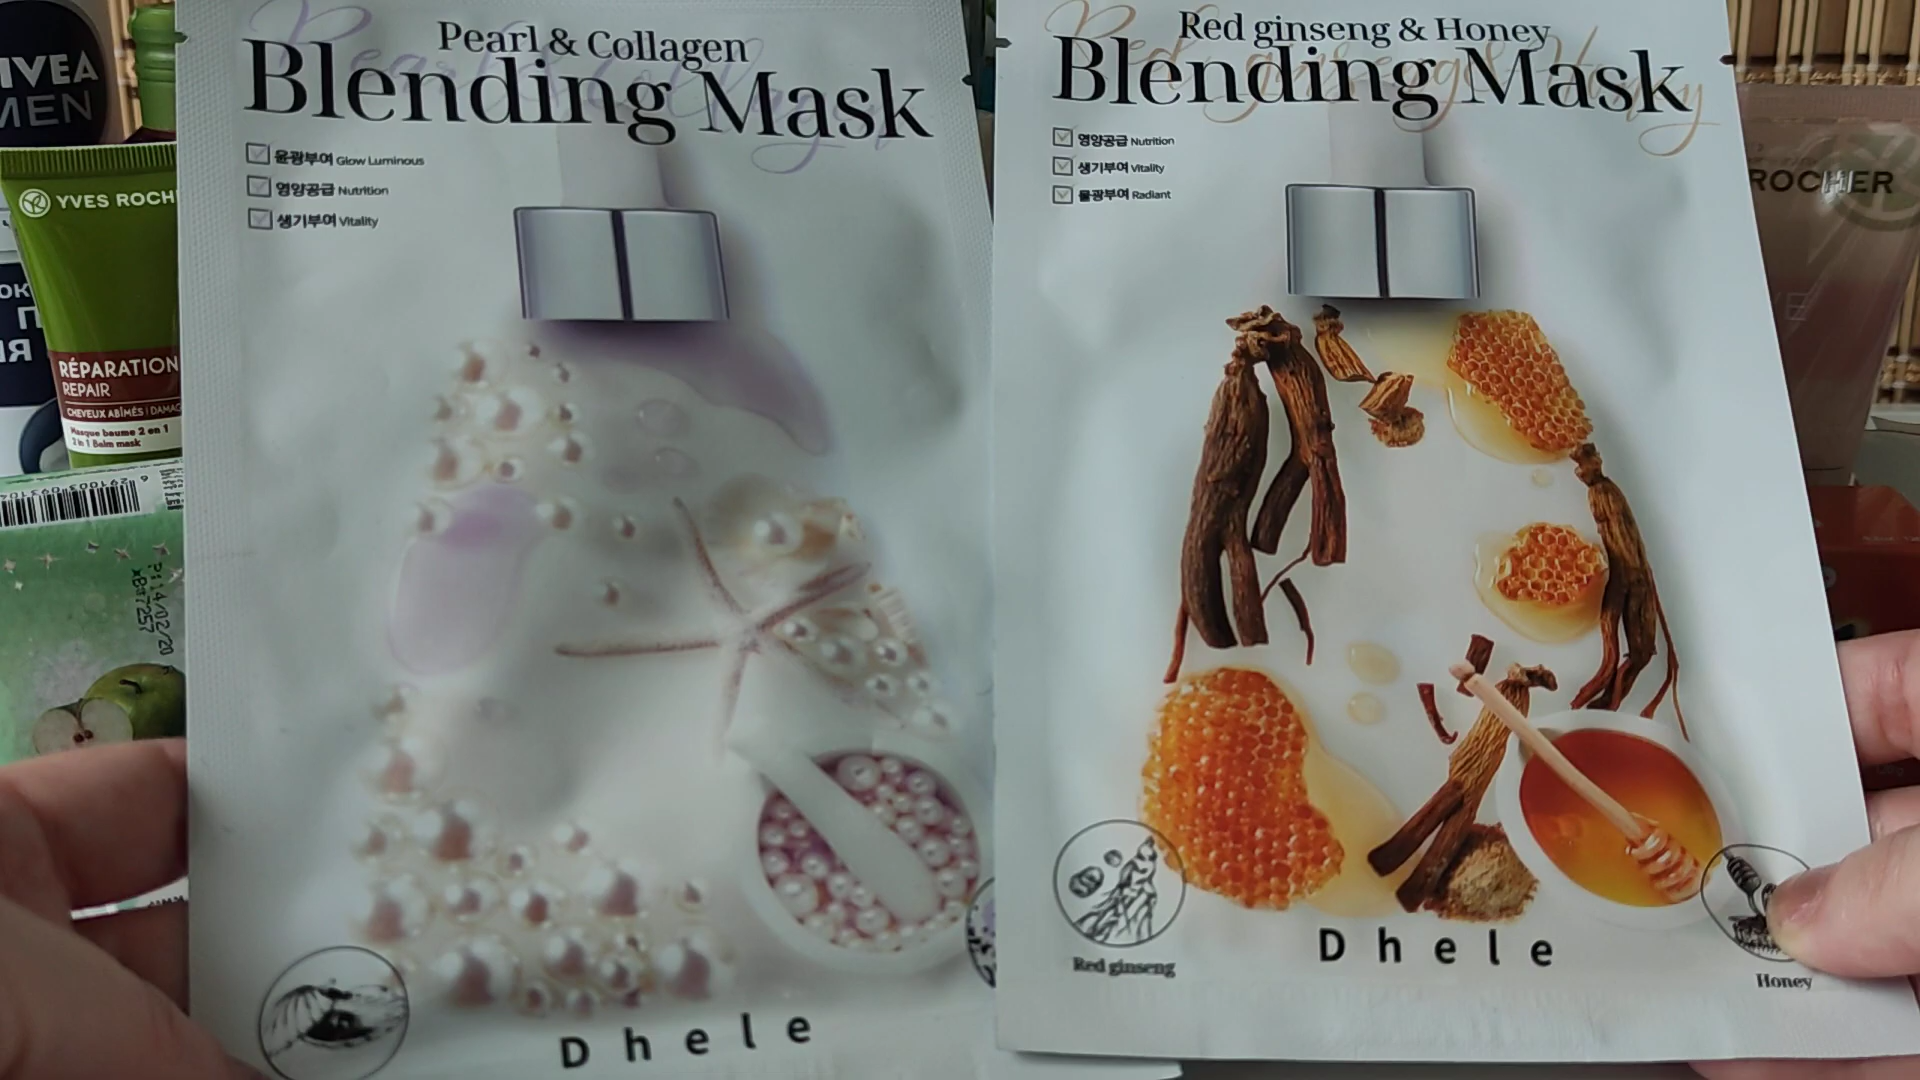 Pearl & Collagen
Blending Mask
윤광부여 Glow Luminous
영양공급 Nutrition
생기부여 Vitality
Dhele
Red ginseng & Honey
Blending Mask
영양공급 Nutrition
생기부여 Vitality
물광부여 Radiant
Red ginseng
Honey
Dhele
IVEA
MEN
YVES ROCH
RÉPARATION
REPAIR
CHEVEUX ABÎMÉS | DAMAG
Masque baume 2 en 1
2 in 1 Balm mask
ROCHER